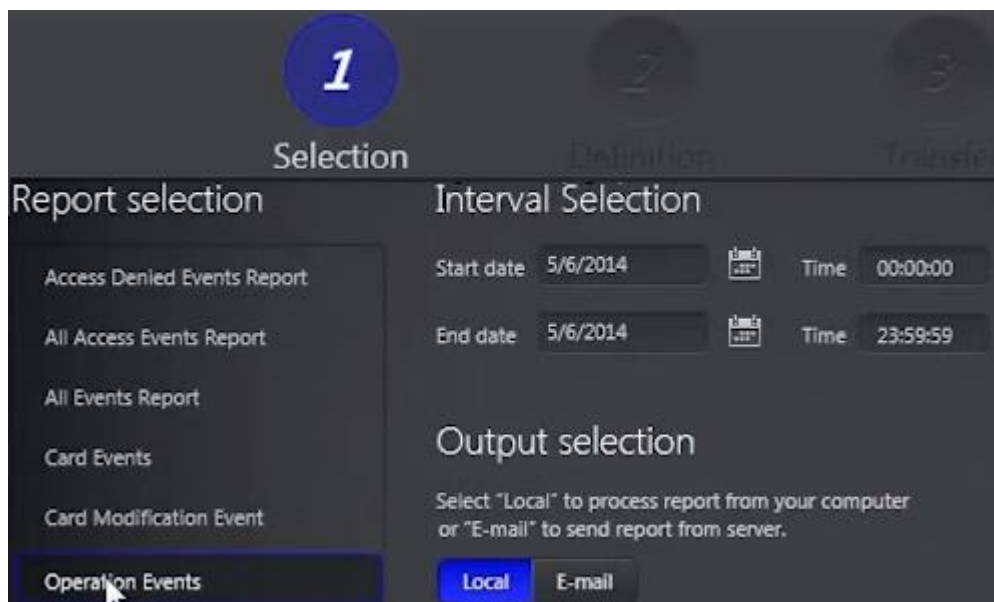 1
2
3
Selection
Definition
Report selection
Access Denied Events Report
All Access Events Report
All Events Report
Card Events
Card Modification Event
Operation Events
Interval Selection
Start date 5/6/2014 Time 00:00:00
End date 5/6/2014 Time 23:59:59
Output selection
Select "Local" to process report from your computer
or "E-mail" to send report from server.
Local E-mail